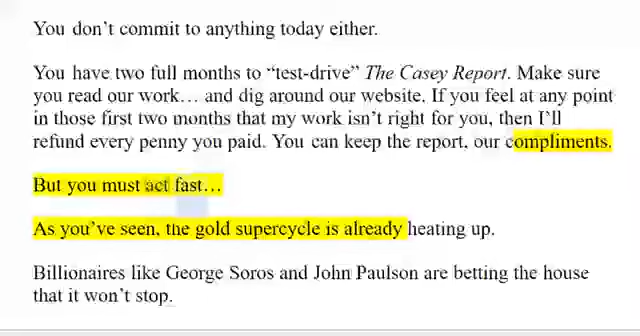 You don’t commit to anything today either.
You have two full months to “test-drive” The Casey Report. Make sure
you read our work… and dig around our website. If you feel at any point
in those first two months that my work isn’t right for you, then I’ll
refund every penny you paid. You can keep the report, our compliments.
But you must act fast…
As you’ve seen, the gold supercycle is already heating up.
Billionaires like George Soros and John Paulson are betting the house
that it won’t stop.